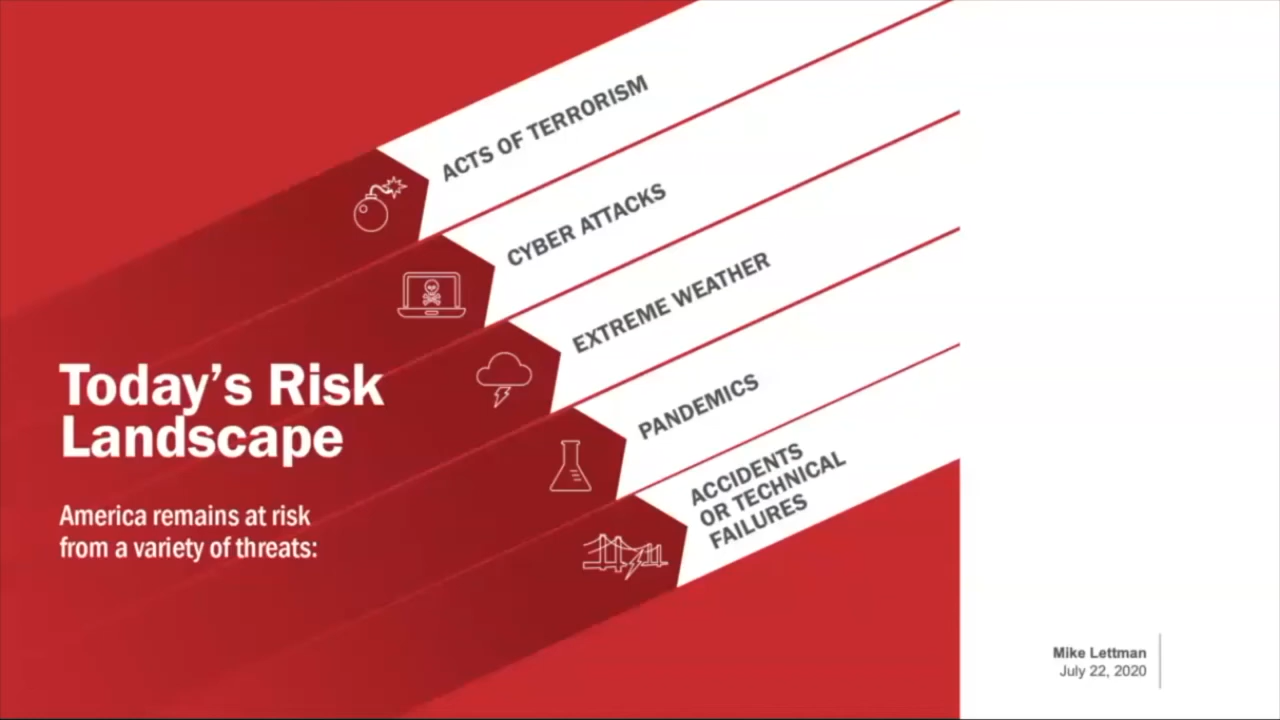 ACTS OF TERRORISM
CYBER ATTACKS
EXTREME WEATHER
Today's Risk
Landscape
PANDEMICS
America remains at risk
from a variety of threats:
ACCIDENTS
OR TECHNICAL
FAILURES
Mike Lettman
July 22, 2020